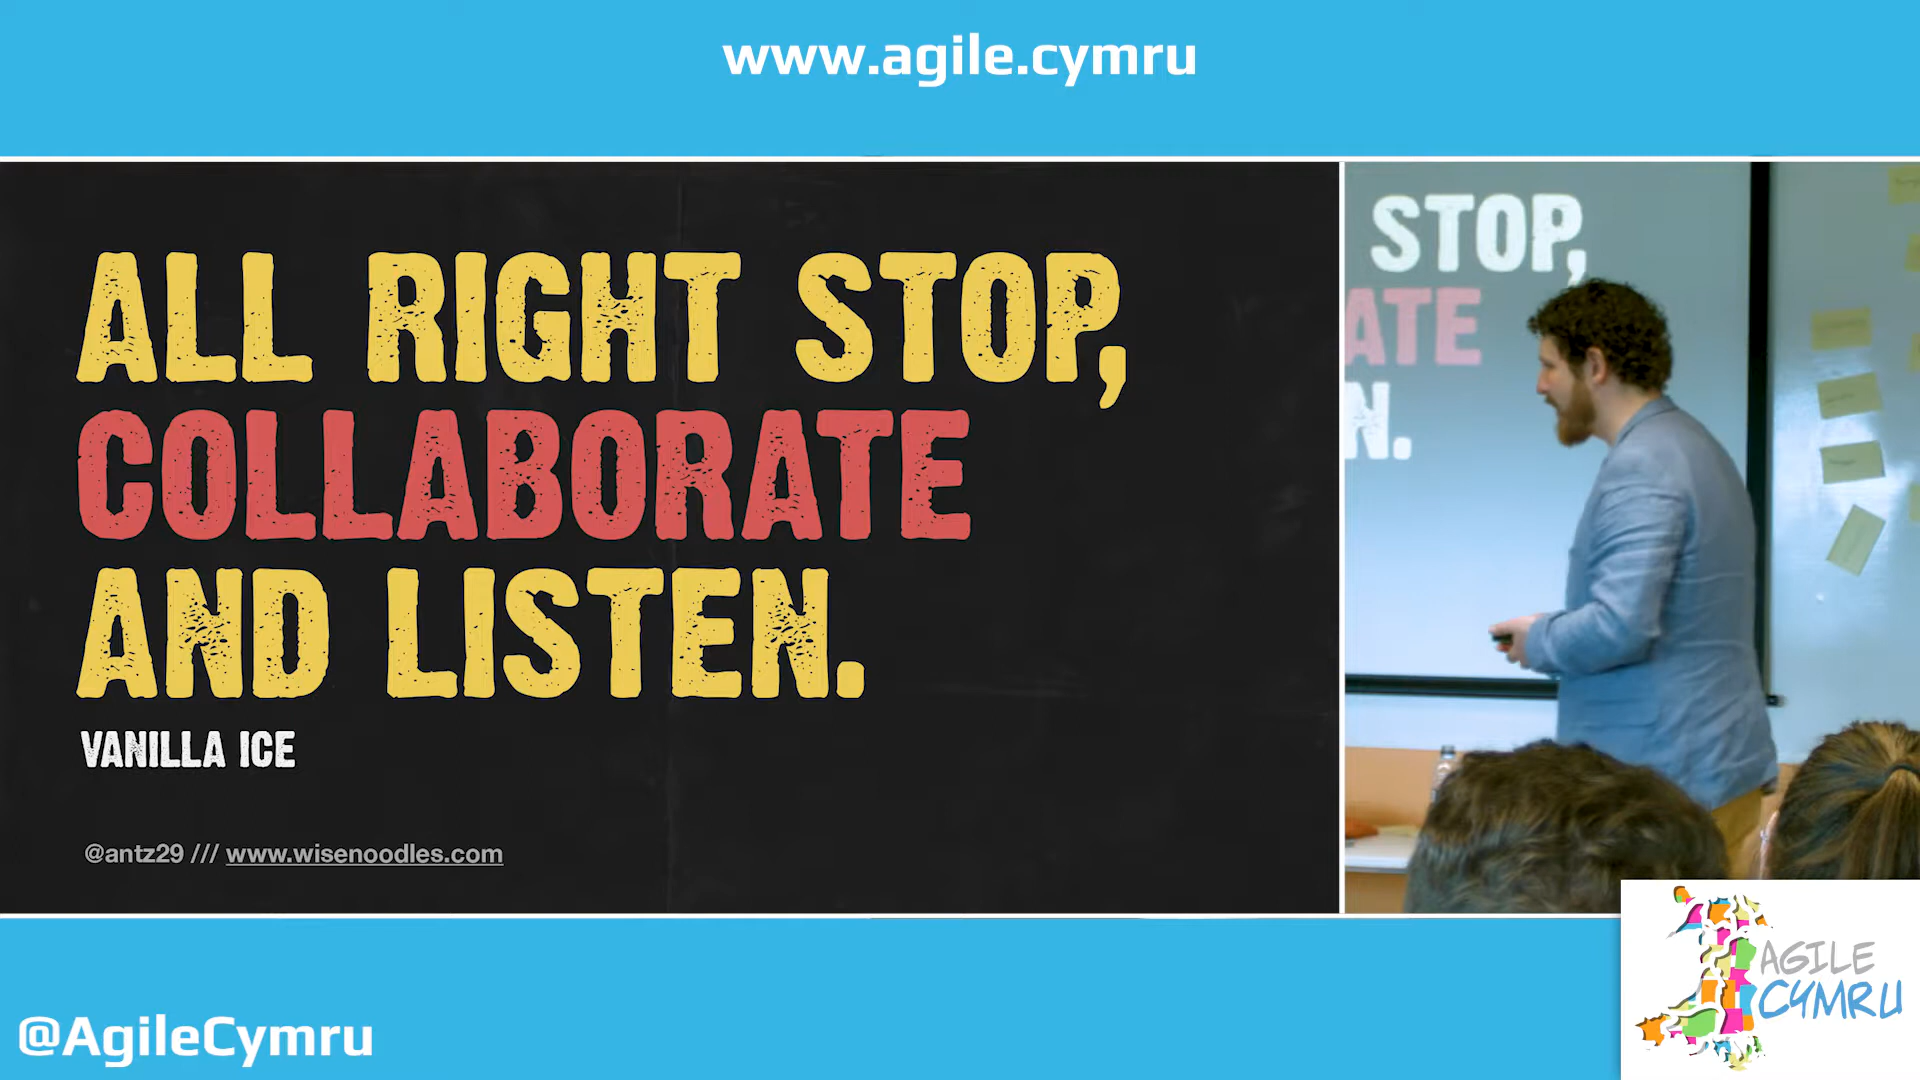 www.agile.cymru
ALL RIGHT STOP,
COLLABORATE
AND LISTEN.
VANILLA ICE
@antz29 /// www.wisenoodles.com
STOP,
ATE
N.
AGILE
CYMRU
@AgileCymru